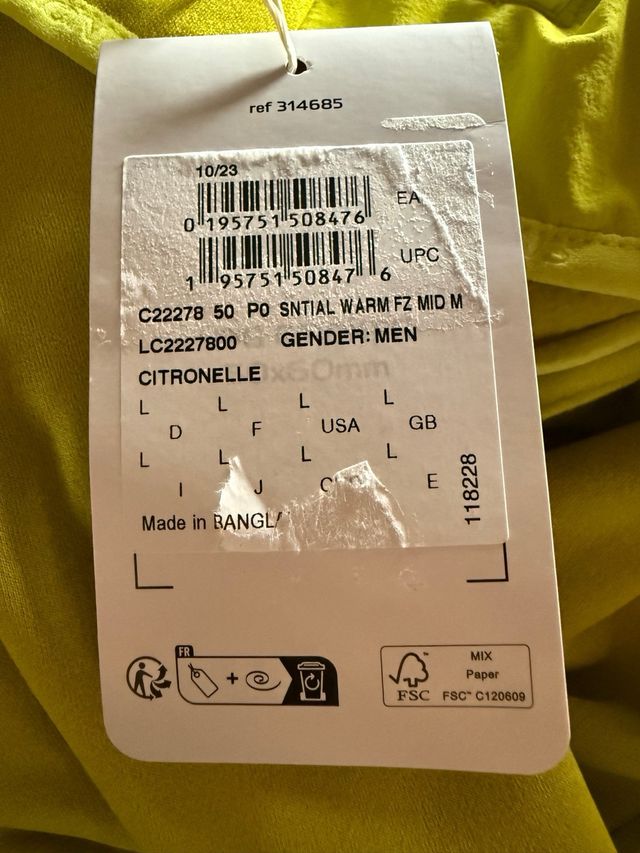 ref 314685
10/23
0 195751 508476
EA
1 95751 50847 6
UPC
C22278 50 P0 SNTIAL WARM FZ MID M
LC2227800 GENDER: MEN
CITRONELLE
L L L L
D F USA GB
L L L L
I J E
118228
Made in
FR
+
MIX
Paper
FSC
FSC™ C120609